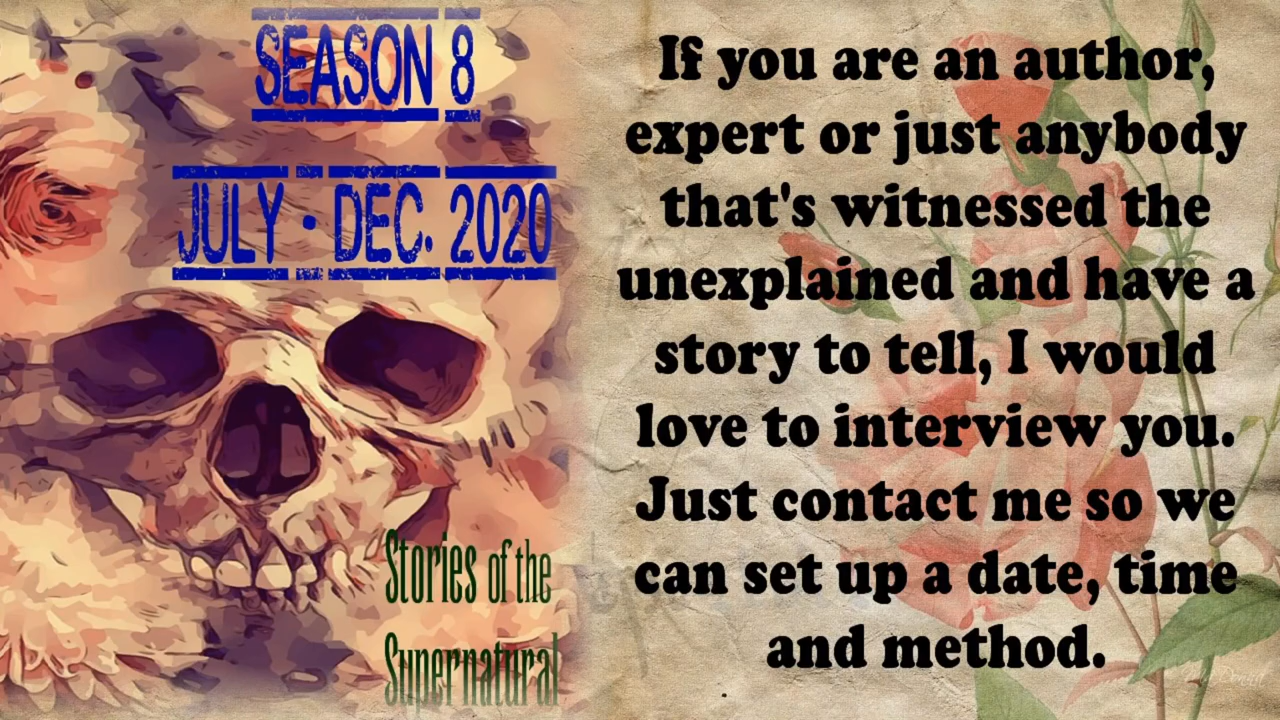 SEASON 8
JULY • DEC. 2020
Stories of the
Supernatural
If you are an author,
expert or just anybody
that's witnessed the
unexplained and have a
story to tell, I would
love to interview you.
Just contact me so we
can set up a date, time
and method.